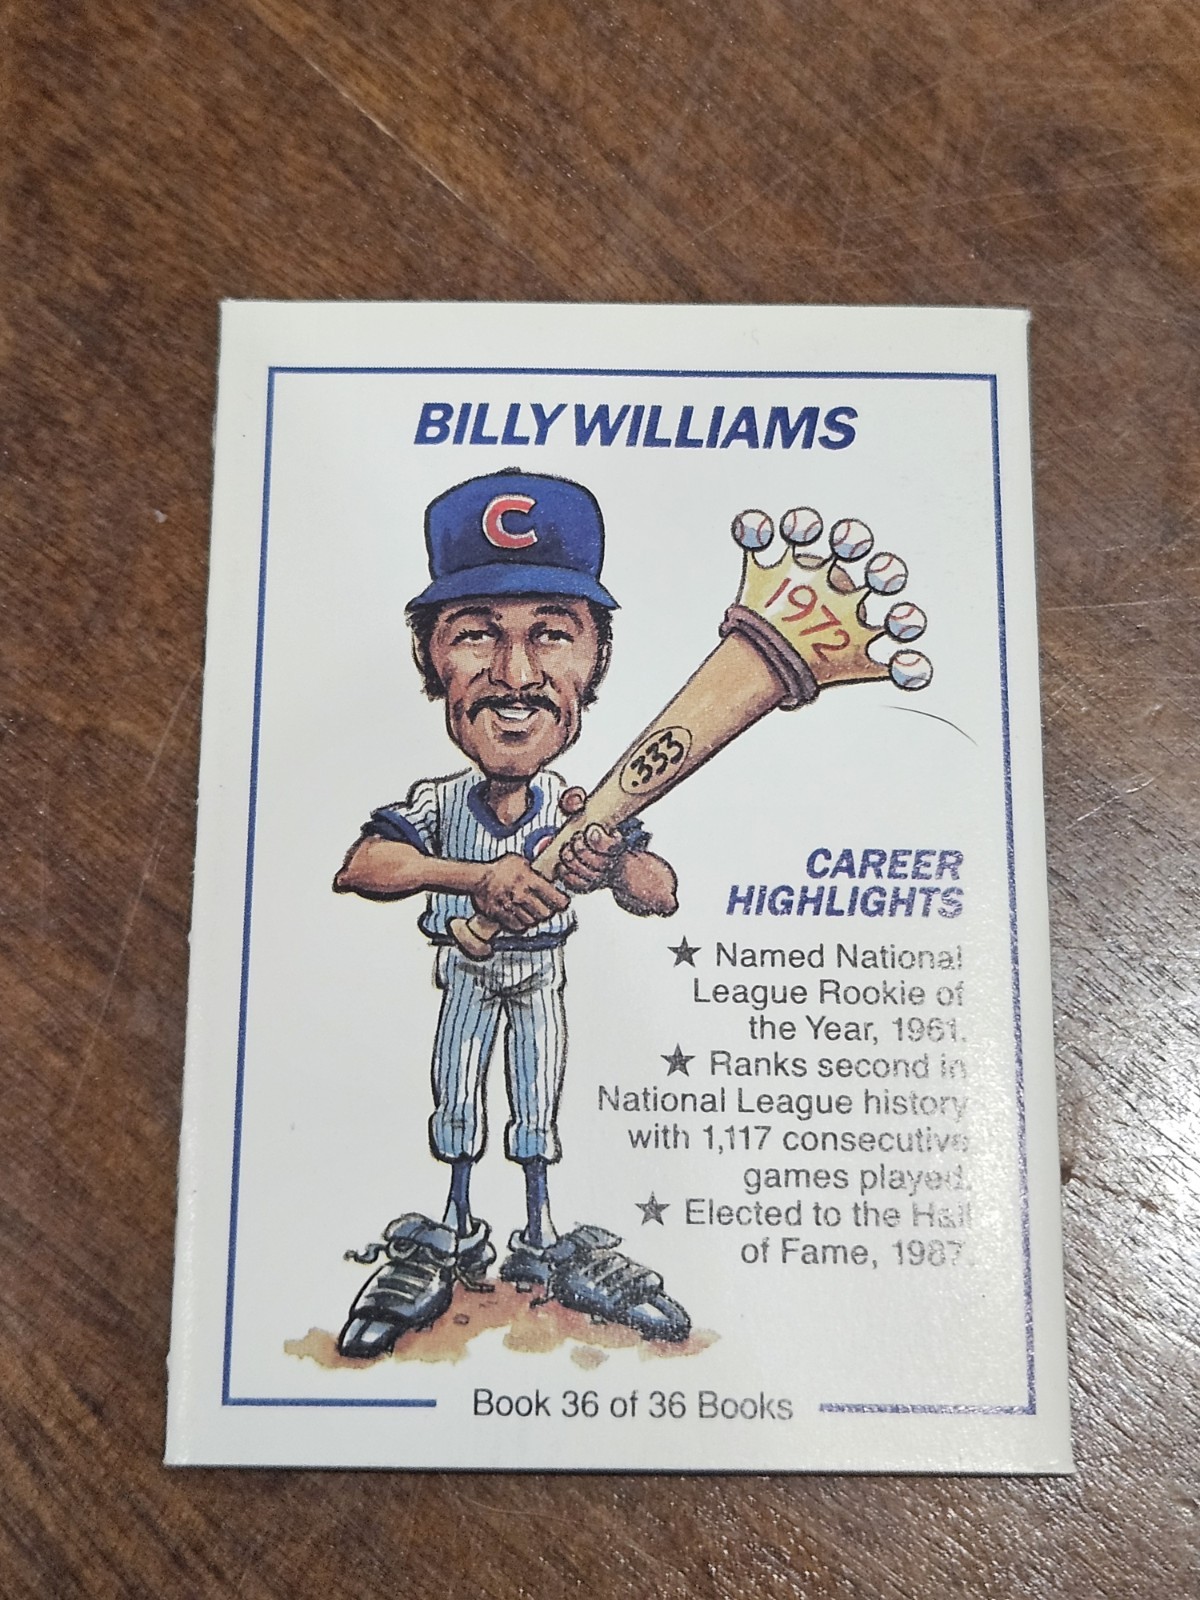 BILLY WILLIAMS
C
1972
.333
C
CAREER
HIGHLIGHTS
★ Named National
League Rookie of
the Year, 1961.
★ Ranks second in
National League history
with 1,117 consecutive
games played.
★ Elected to the Hall
of Fame, 1987.
Book 36 of 36 Books